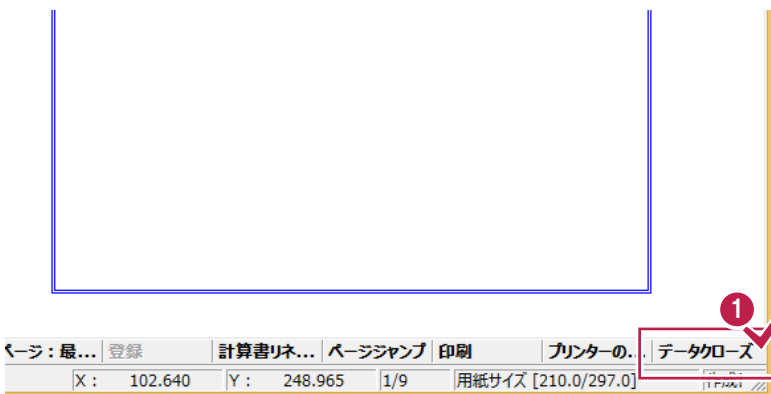 1
ページ：最... 登録 計算書リネ... ページジャンプ 印刷 プリンターの... データクローズ
X： 102.640 Y： 248.965 1/9 用紙サイズ [210.0/297.0]